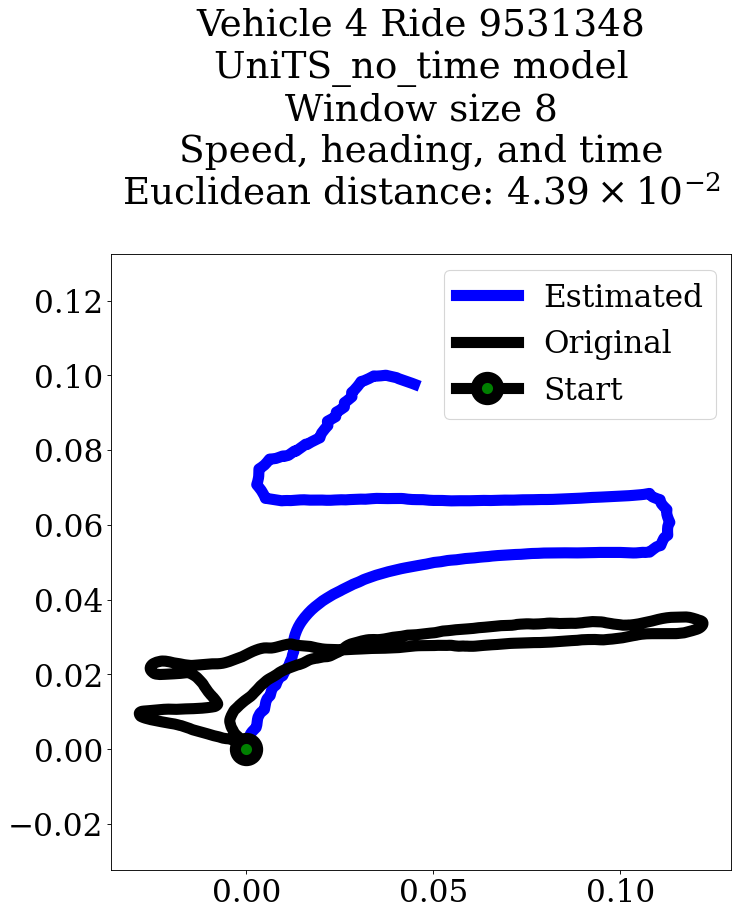 Vehicle 4 Ride 9531348
UniTS_no_time model
Window size 8
Speed, heading, and time
Euclidean distance: 4.39 × 10⁻²
Estimated
Original
Start
0.12
0.10
0.08
0.06
0.04
0.02
0.00
−0.02
0.00 0.05 0.10